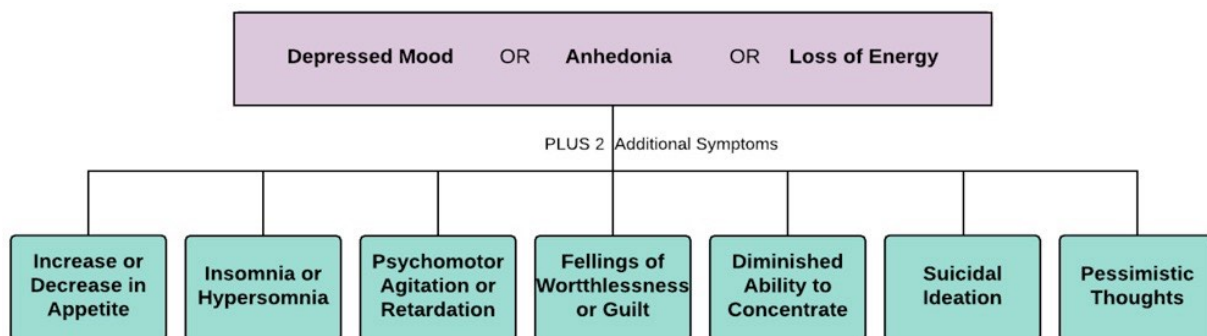 Depressed Mood OR Anhedonia OR Loss of Energy
PLUS 2 Additional Symptoms
Increase or
Decrease in
Appetite
Insomnia or
Hypersomnia
Psychomotor
Agitation or
Retardation
Fellings of
Wortthlessness
or Guilt
Diminished
Ability to
Concentrate
Suicidal
Ideation
Pessimistic
Thoughts